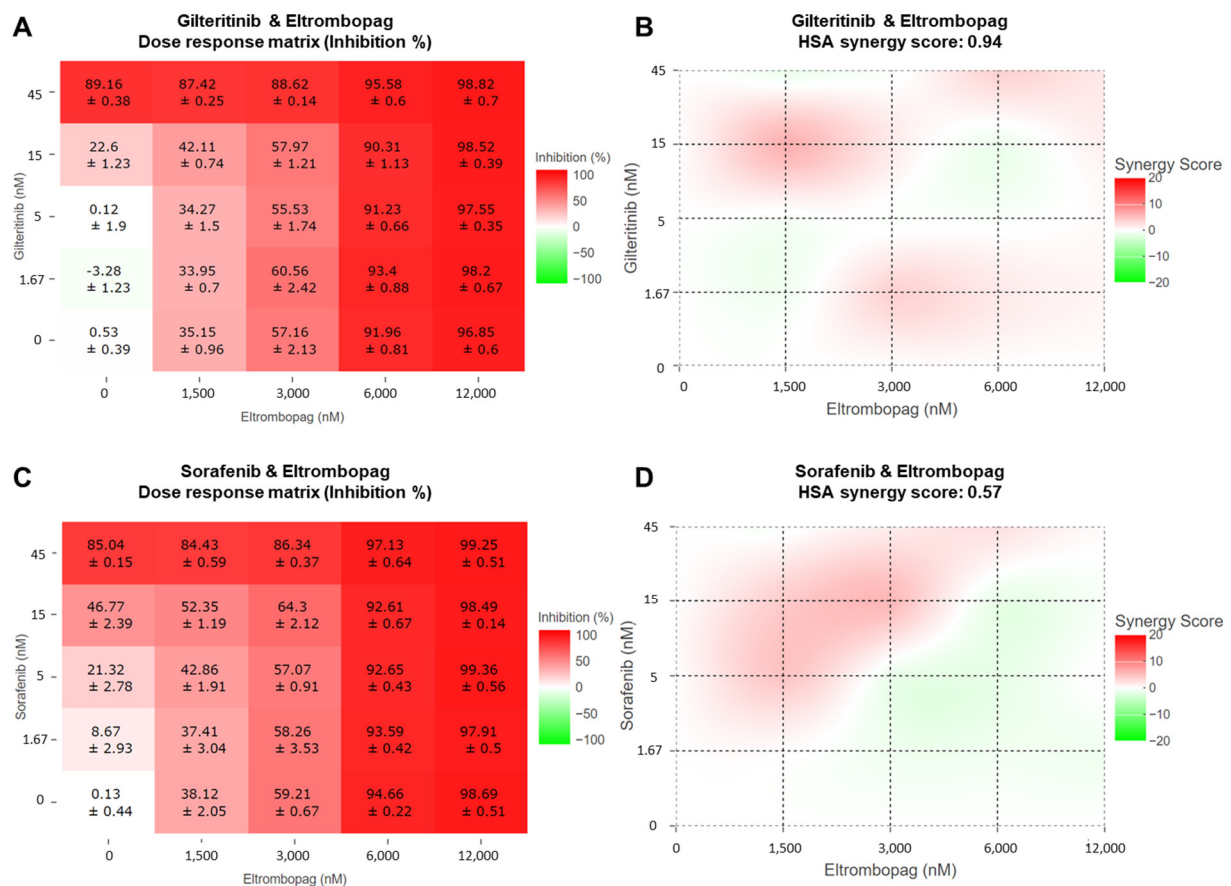 A
Gilteritinib & Eltrombopag
Dose response matrix (Inhibition %)
Gilteritinib (nM)
45
89.16 87.42 88.62 95.58 98.82
± 0.38 ± 0.25 ± 0.14 ± 0.6 ± 0.7
15
22.6 42.11 57.97 90.31 98.52
± 1.23 ± 0.74 ± 1.21 ± 1.13 ± 0.39
5
0.12 34.27 55.53 91.23 97.55
± 1.9 ± 1.5 ± 1.74 ± 0.66 ± 0.35
1.67
-3.28 33.95 60.56 93.4 98.2
± 1.23 ± 0.7 ± 2.42 ± 0.88 ± 0.67
0
0.53 35.15 57.16 91.96 96.85
± 0.39 ± 0.96 ± 2.13 ± 0.81 ± 0.6
0 1,500 3,000 6,000 12,000
Eltrombopag (nM)
Inhibition (%)
100
50
0
−50
−100
B
Gilteritinib & Eltrombopag
HSA synergy score: 0.94
Gilteritinib (nM)
45
15
5
1.67
0
0 1,500 3,000 6,000 12,000
Eltrombopag (nM)
Synergy Score
20
10
0
−10
−20
C
Sorafenib & Eltrombopag
Dose response matrix (Inhibition %)
Sorafenib (nM)
45
85.04 84.43 86.34 97.13 99.25
± 0.15 ± 0.59 ± 0.37 ± 0.64 ± 0.51
15
46.77 52.35 64.3 92.61 98.49
± 2.39 ± 1.19 ± 2.12 ± 0.67 ± 0.14
5
21.32 42.86 57.07 92.65 99.36
± 2.78 ± 1.91 ± 0.91 ± 0.43 ± 0.56
1.67
8.67 37.41 58.26 93.59 97.91
± 2.93 ± 3.04 ± 3.53 ± 0.42 ± 0.5
0
0.13 38.12 59.21 94.66 98.69
± 0.44 ± 2.05 ± 0.67 ± 0.22 ± 0.51
0 1,500 3,000 6,000 12,000
Eltrombopag (nM)
Inhibition (%)
100
50
0
−50
−100
D
Sorafenib & Eltrombopag
HSA synergy score: 0.57
Sorafenib (nM)
45
15
5
1.67
0
0 1,500 3,000 6,000 12,000
Eltrombopag (nM)
Synergy Score
20
10
0
−10
−20